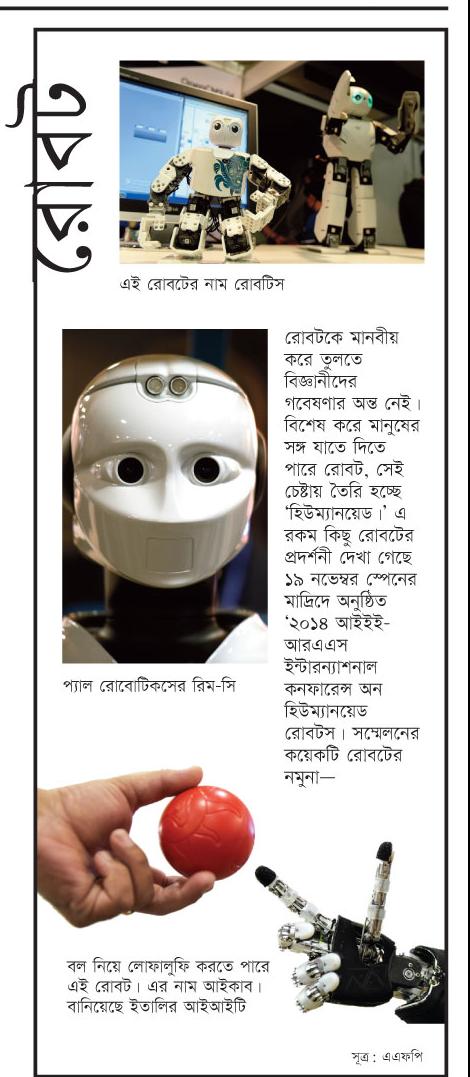 রোবট
এই রোবটের নাম রোবটিস
রোবটকে মানবীয়
করে তুলতে
বিজ্ঞানীদের
গবেষণার অন্ত নেই।
বিশেষ করে মানুষের
সঙ্গ যাতে দিতে
পারে রোবট, সেই
চেষ্টায় তৈরি হচ্ছে
‘হিউম্যানয়েড।’ এ
রকম কিছু রোবটের
প্রদর্শনী দেখা গেছে
১৯ নভেম্বর স্পেনের
মাদ্রিদে অনুষ্ঠিত
‘২০১৪ আইইই-
আরএএস
ইন্টারন্যাশনাল
কনফারেন্স অন
হিউম্যানয়েড
রোবটস। সম্মেলনের
কয়েকটি রোবটের
নমুনা—
প্যাল রোবোটিকসের রিম-সি
বল নিয়ে লোফালুফি করতে পারে
এই রোবট। এর নাম আইকাব।
বানিয়েছে ইতালির আইআইটি
সূত্র: এএফপি